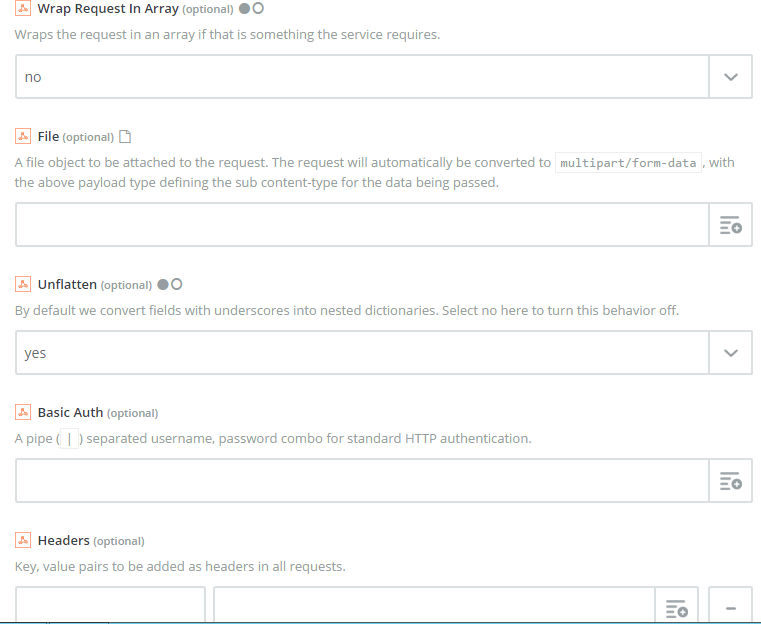 Wrap Request In Array (optional)
Wraps the request in an array if that is something the service requires.
no
File (optional)
A file object to be attached to the request. The request will automatically be converted to multipart/form-data, with
the above payload type defining the sub content-type for the data being passed.
Unflatten (optional)
By default we convert fields with underscores into nested dictionaries. Select no here to turn this behavior off.
yes
Basic Auth (optional)
A pipe ( | ) separated username, password combo for standard HTTP authentication.
Headers (optional)
Key, value pairs to be added as headers in all requests.